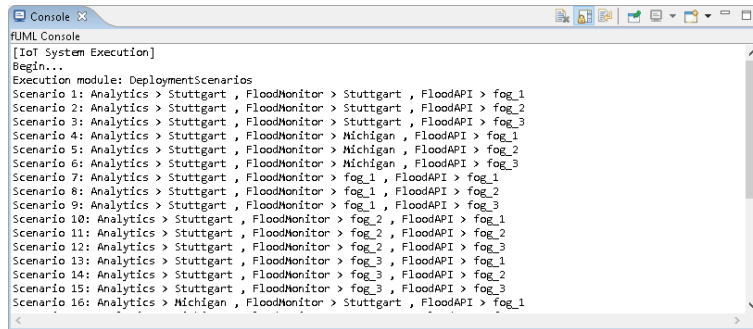 Console
fUML Console
[IoT System Execution]
Begin...
Execution module: DeploymentScenarios
Scenario 1: Analytics > Stuttgart , FloodMonitor > Stuttgart , FloodAPI > fog_1
Scenario 2: Analytics > Stuttgart , FloodMonitor > Stuttgart , FloodAPI > fog_2
Scenario 3: Analytics > Stuttgart , FloodMonitor > Stuttgart , FloodAPI > fog_3
Scenario 4: Analytics > Stuttgart , FloodMonitor > Michigan , FloodAPI > fog_1
Scenario 5: Analytics > Stuttgart , FloodMonitor > Michigan , FloodAPI > fog_2
Scenario 6: Analytics > Stuttgart , FloodMonitor > Michigan , FloodAPI > fog_3
Scenario 7: Analytics > Stuttgart , FloodMonitor > fog_1 , FloodAPI > fog_1
Scenario 8: Analytics > Stuttgart , FloodMonitor > fog_1 , FloodAPI > fog_2
Scenario 9: Analytics > Stuttgart , FloodMonitor > fog_1 , FloodAPI > fog_3
Scenario 10: Analytics > Stuttgart , FloodMonitor > fog_2 , FloodAPI > fog_1
Scenario 11: Analytics > Stuttgart , FloodMonitor > fog_2 , FloodAPI > fog_2
Scenario 12: Analytics > Stuttgart , FloodMonitor > fog_2 , FloodAPI > fog_3
Scenario 13: Analytics > Stuttgart , FloodMonitor > fog_3 , FloodAPI > fog_1
Scenario 14: Analytics > Stuttgart , FloodMonitor > fog_3 , FloodAPI > fog_2
Scenario 15: Analytics > Stuttgart , FloodMonitor > fog_3 , FloodAPI > fog_3
Scenario 16: Analytics > Michigan , FloodMonitor > Stuttgart , FloodAPI > fog_1